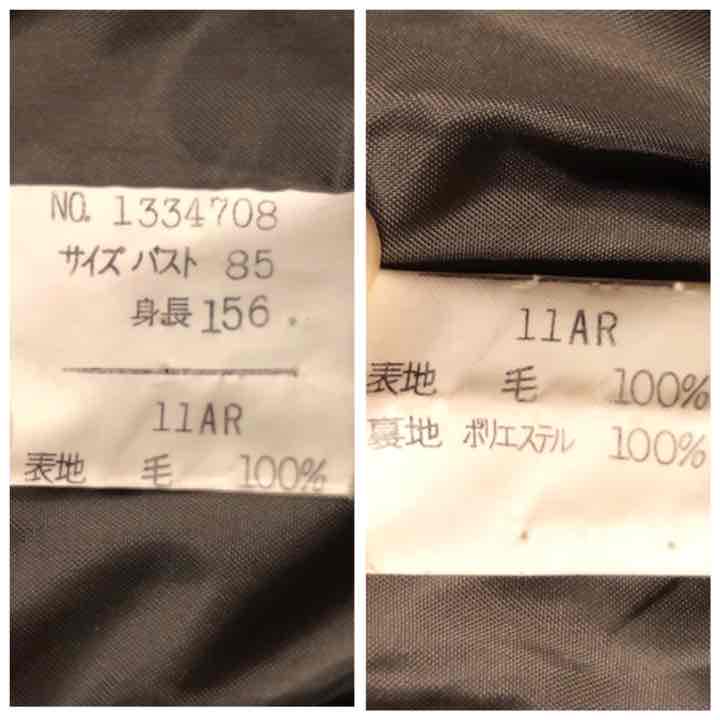 NO. 1334708
サイズ バスト 85
身長 156
11AR
表地 毛 100%
11AR
表地 毛 100%
裏地 ポリエステル 100%